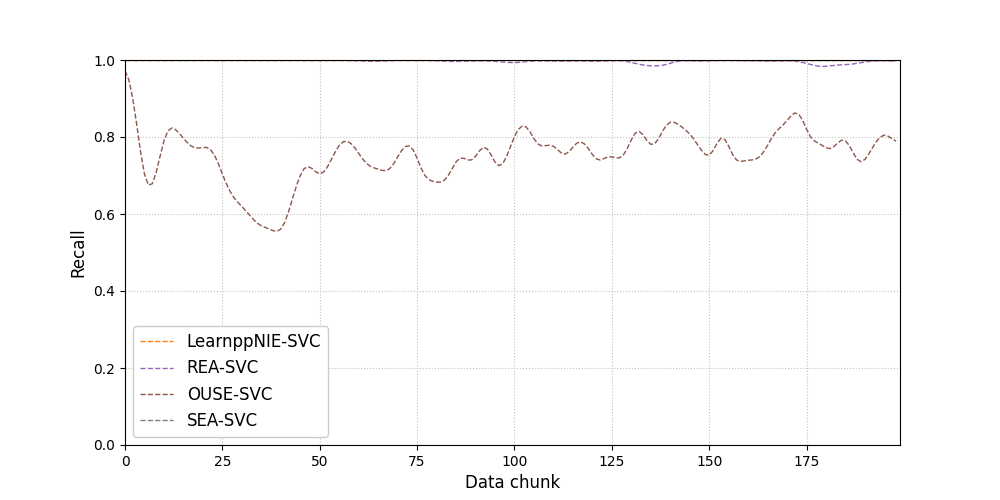 1.0
0.8
0.6
0.4
0.2
0.0
Recall
LearnppNIE-SVC
REA-SVC
OUSE-SVC
SEA-SVC
0 25 50 75 100 125 150 175
Data chunk